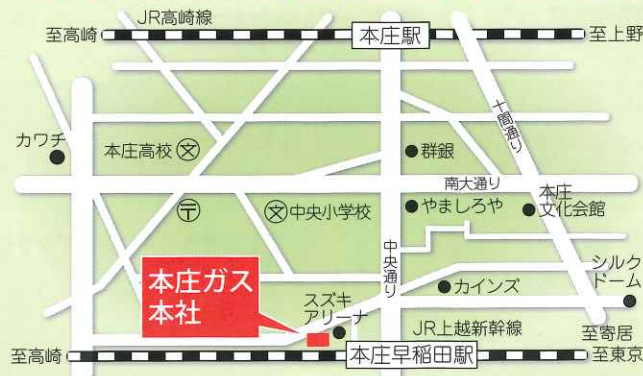 JR高崎線
至高崎
本庄駅
至上野
十間通り
カワチ
本庄高校
文
群銀
南大通り
本庄
文化会館
〒
文
中央小学校
やましろや
中央通り
本庄ガス
本社
スズキ
アリーナ
カインズ
シルク
ドーム
JR上越新幹線
至寄居
至高崎
本庄早稲田駅
至東京